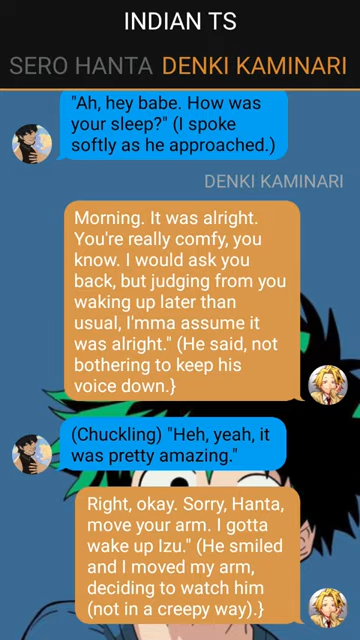 INDIAN TS
SERO HANTA DENKI KAMINARI
"Ah, hey babe. How was
your sleep?" (I spoke
softly as he approached.)
DENKI KAMINARI
Morning. It was alright.
You're really comfy, you
know. I would ask you
back, but judging from you
waking up later than
usual, I'mma assume it
was alright." (He said, not
bothering to keep his
voice down.}
(Chuckling) "Heh, yeah, it
was pretty amazing."
Right, okay. Sorry, Hanta,
move your arm. I gotta
wake up Izu." (He smiled
and I moved my arm,
deciding to watch him
(not in a creepy way).}